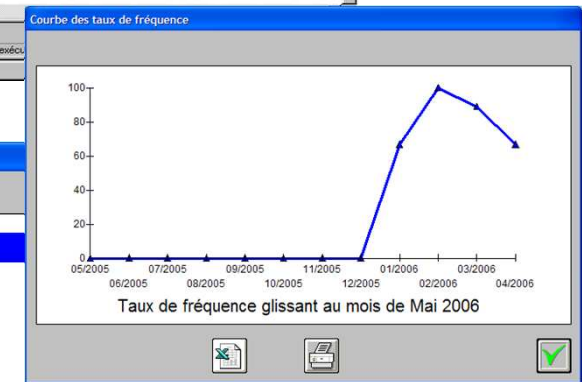 Courbe des taux de fréquence
exécu
100
80
60
40
20
0
05/2005 07/2005 09/2005 11/2005 01/2006 03/2006
06/2005 08/2005 10/2005 12/2005 02/2006 04/2006
Taux de fréquence glissant au mois de Mai 2006